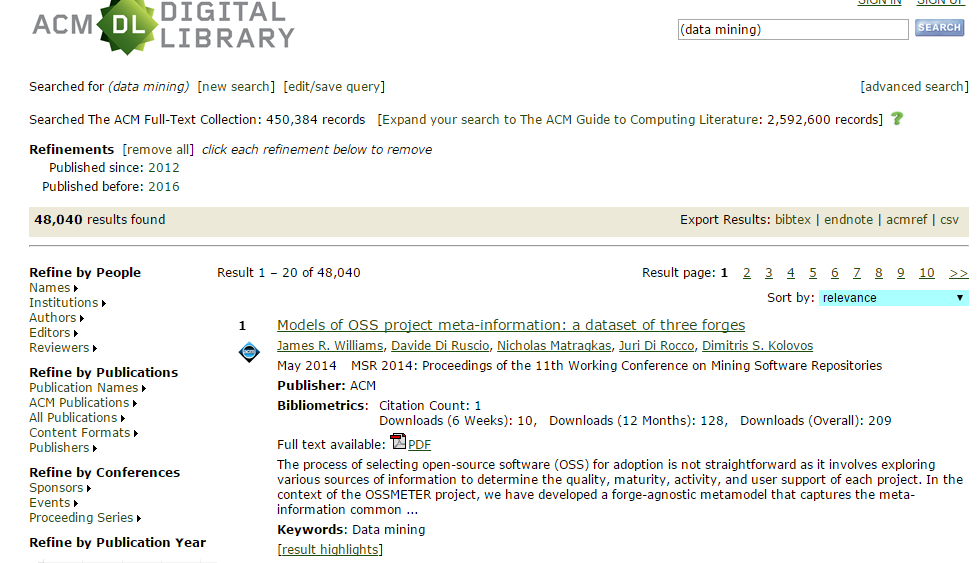 SIGN IN SIGN UP
ACM DL DIGITAL LIBRARY
(data mining) SEARCH
Searched for (data mining) [new search] [edit/save query] [advanced search]
Searched The ACM Full-Text Collection: 450,384 records [Expand your search to The ACM Guide to Computing Literature: 2,592,600 records] ?
Refinements [remove all] click each refinement below to remove
Published since: 2012
Published before: 2016
48,040 results found Export Results: bibtex | endnote | acmref | csv
Refine by People
Names
Institutions
Authors
Editors
Reviewers
Refine by Publications
Publication Names
ACM Publications
All Publications
Content Formats
Publishers
Refine by Conferences
Sponsors
Events
Proceeding Series
Refine by Publication Year
Result 1 – 20 of 48,040 Result page: 1 2 3 4 5 6 7 8 9 10 >>
Sort by: relevance
1 Models of OSS project meta-information: a dataset of three forges
James R. Williams, Davide Di Ruscio, Nicholas Matragkas, Juri Di Rocco, Dimitris S. Kolovos
May 2014 MSR 2014: Proceedings of the 11th Working Conference on Mining Software Repositories
Publisher: ACM
Bibliometrics: Citation Count: 1
Downloads (6 Weeks): 10, Downloads (12 Months): 128, Downloads (Overall): 209
Full text available: PDF
The process of selecting open-source software (OSS) for adoption is not straightforward as it involves exploring
various sources of information to determine the quality, maturity, activity, and user support of each project. In the
context of the OSSMETER project, we have developed a forge-agnostic metamodel that captures the meta-
information common ...
Keywords: Data mining
[result highlights]